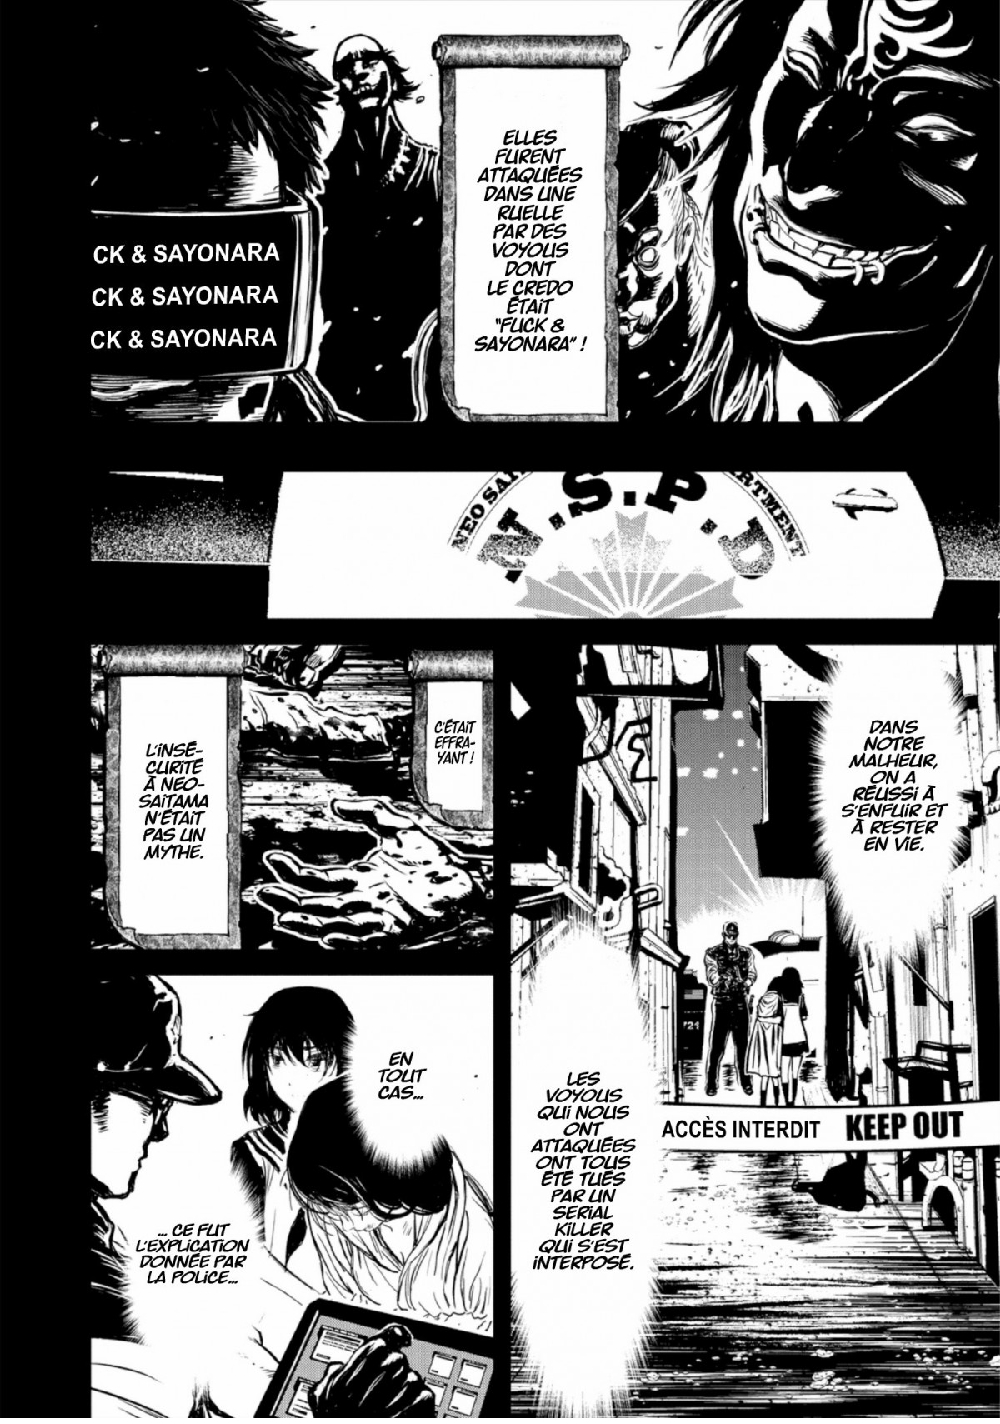 ELLES
FURENT
ATTAQUÉES
DANS UNE
RUELLE
PAR DES
VOYOUS
DONT
LE CREDO
ÉTAIT
"FUCK &
SAYONARA" !
CK & SAYONARA
CK & SAYONARA
CK & SAYONARA
NEO SAI
ARTMENT
N.S.P.D
DANS
NOTRE
MALHEUR,
ON A
RÉUSSI À
S'ENFUIR ET
À RESTER
EN VIE.
LES
VOYOUS
QUI NOUS
ONT
ATTAQUÉES
ONT TOUS
ÉTÉ TUÉS
PAR UN
SERIAL
KILLER
QUI S'EST
INTERPOSÉ.
724
ACCÈS INTERDIT KEEP OUT
C'ÉTAIT
EFFRA-
YANT !
L'INSÉ-
CURITÉ
À NEO-
SAITAMA
N'ÉTAIT
PAS UN
MYTHE.
EN
TOUT
CAS...
... CE FUT
L'EXPLICATION
DONNÉE PAR
LA POLICE...